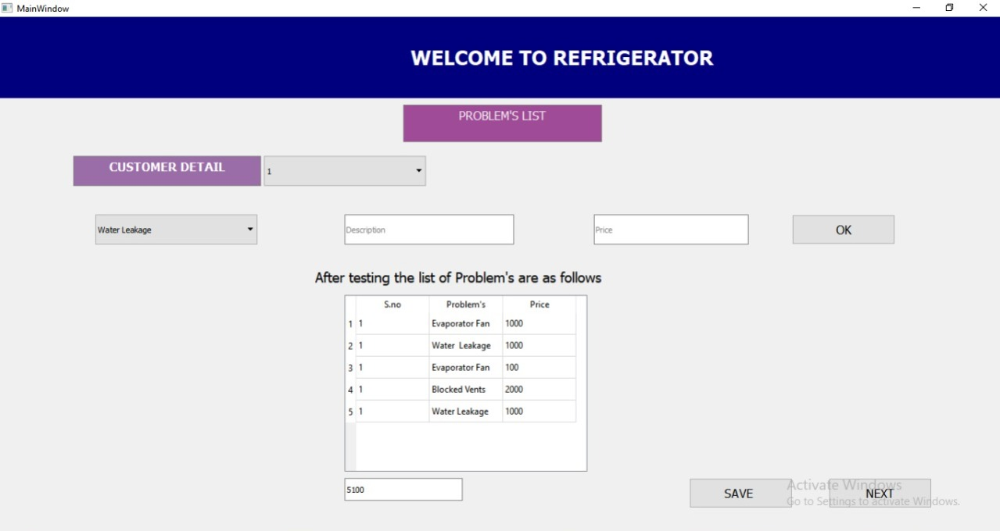 MainWindow
WELCOME TO REFRIGERATOR
PROBLEM'S LIST
CUSTOMER DETAIL 1
Water Leakage Description Price OK
After testing the list of Problem's are as follows
S.no Problem's Price
1 1 Evaporator Fan 1000
2 1 Water Leakage 1000
3 1 Evaporator Fan 100
4 1 Blocked Vents 2000
5 1 Water Leakage 1000
5100
SAVE NEXT
Activate Windows
Go to Settings to activate Windows.